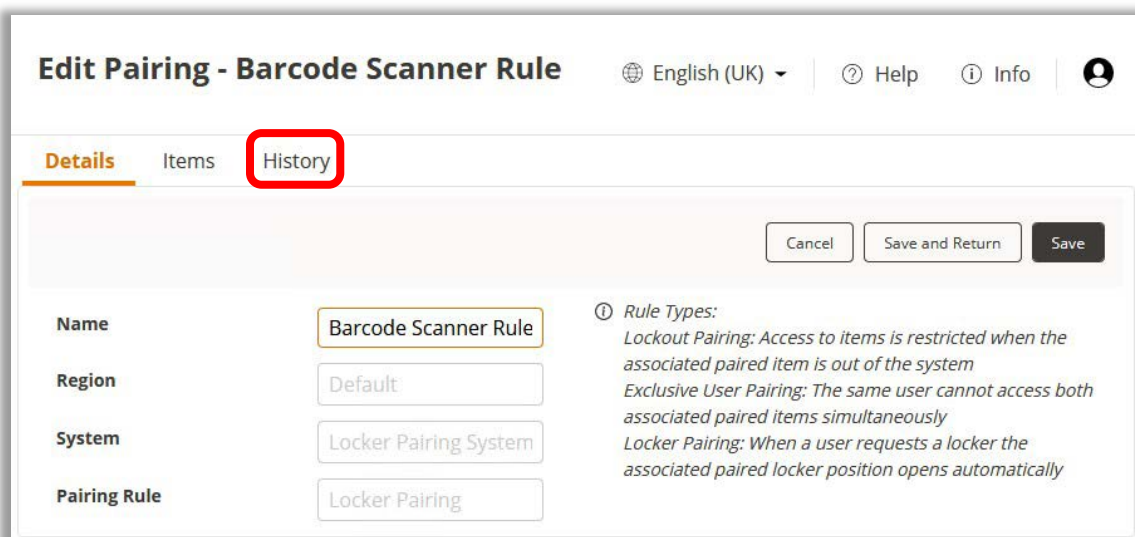 Edit Pairing - Barcode Scanner Rule
English (UK)
Help
Info
Details
Items
History
Cancel
Save and Return
Save
Name
Barcode Scanner Rule
Region
Default
System
Locker Pairing System
Pairing Rule
Locker Pairing
Rule Types:
Lockout Pairing: Access to items is restricted when the
associated paired item is out of the system
Exclusive User Pairing: The same user cannot access both
associated paired items simultaneously
Locker Pairing: When a user requests a locker the
associated paired locker position opens automatically